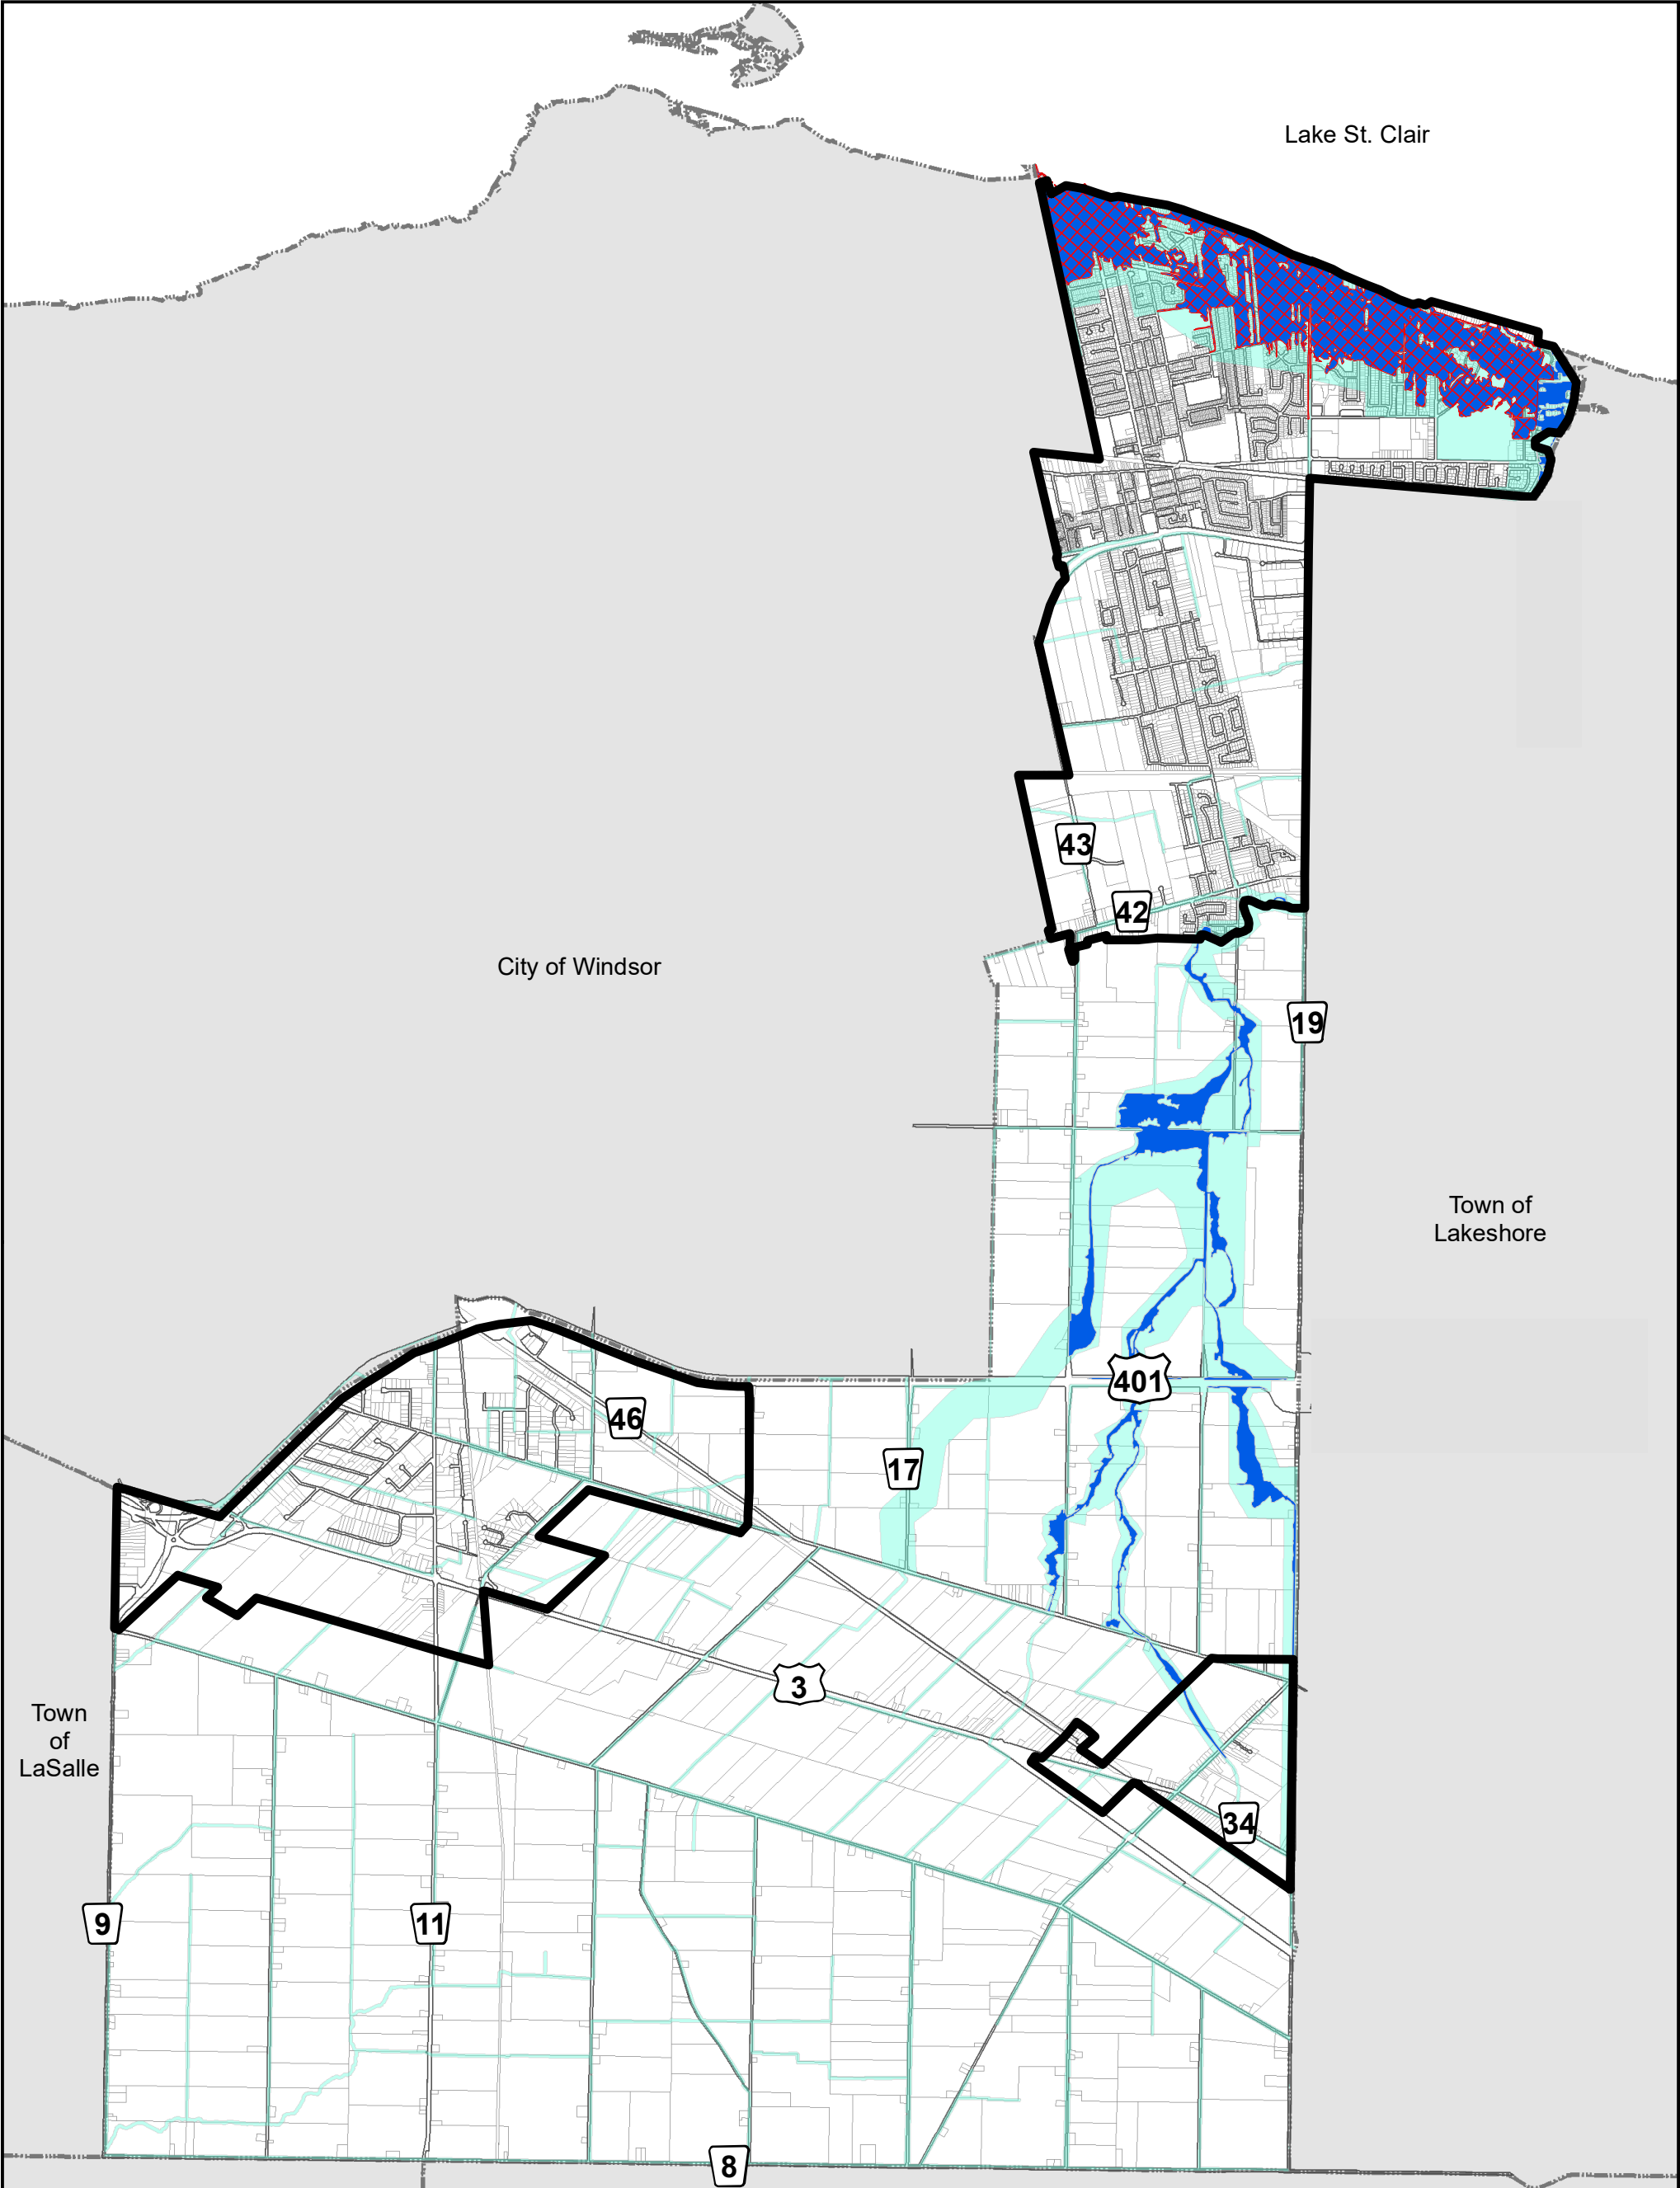 Lake St. Clair
43
42
City of Windsor
19
Town of
Lakeshore
401
46
17
3
Town
of
LaSalle
34
9
11
8